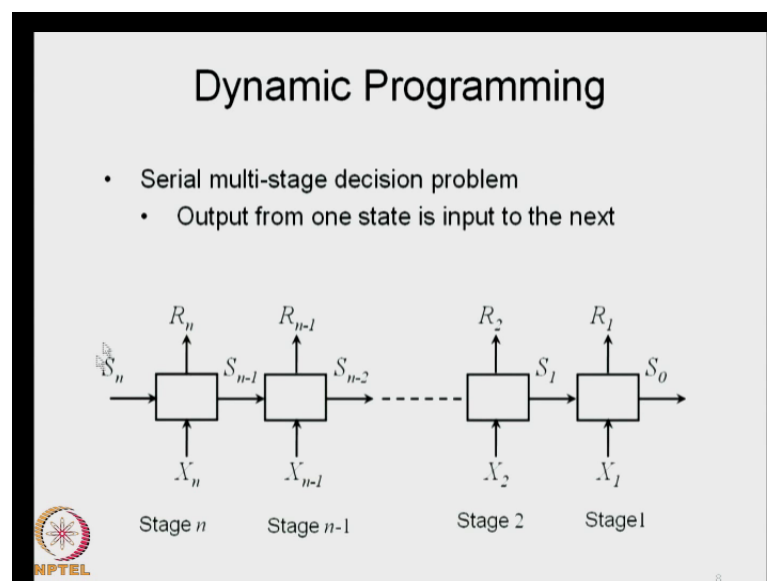 Dynamic Programming
• Serial multi-stage decision problem
• Output from one state is input to the next
Rn Rn-1 R2 R1
Sn Sn-1 Sn-2 S1 S0
Xn Xn-1 X2 X1
Stage n Stage n-1 Stage 2 Stage1
NPTEL
8